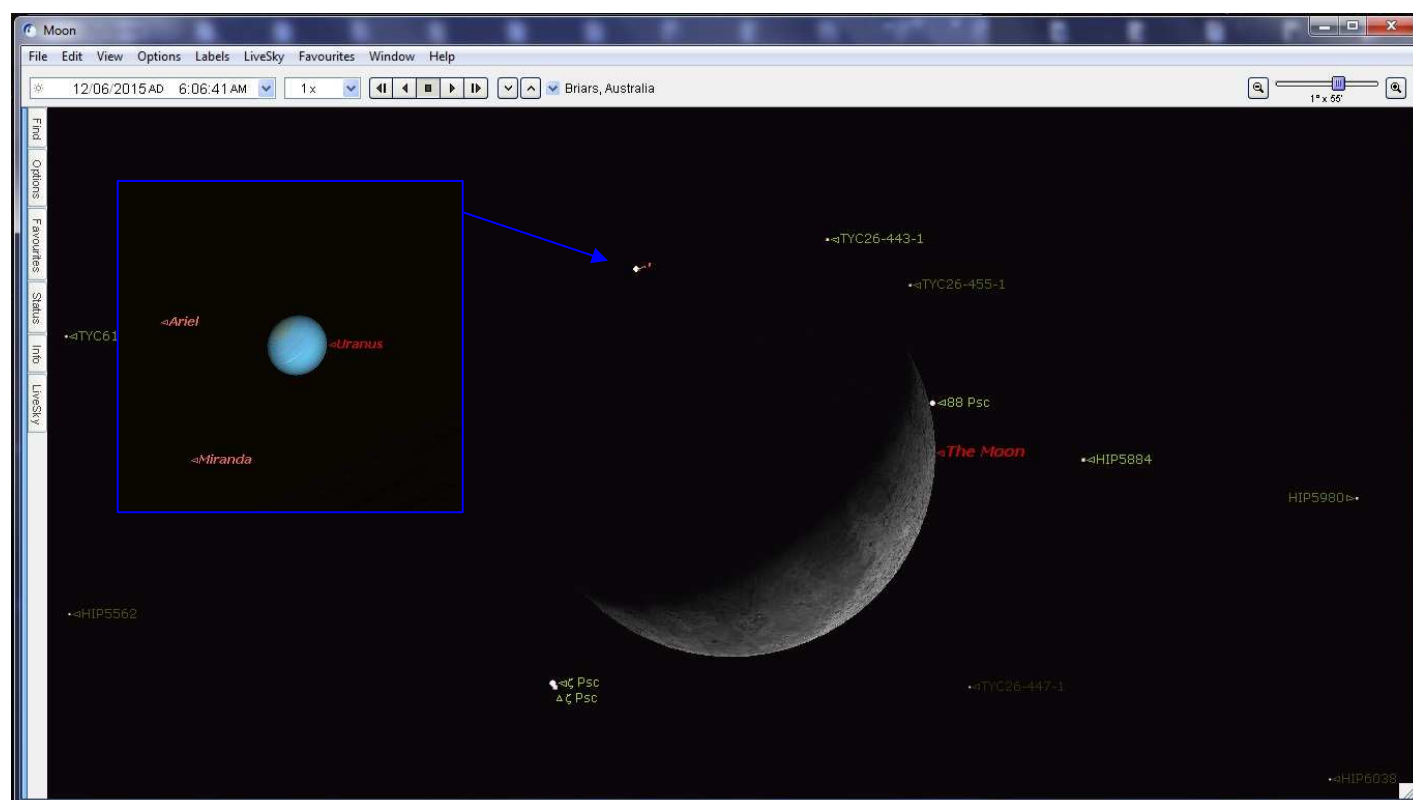 Moon
File Edit View Options Labels LiveSky Favourites Window Help
12/06/2015 AD 6:06:41 AM 1 x Briars, Australia
1° x 55'
Find
Options
Favourites
Status
Info
LiveSky
TYC26-443-1
TYC26-455-1
Ariel
TYC61
Uranus
88 Psc
The Moon
Miranda
HIP5884
HIP5980
HIP5562
ζ Psc
ζ Psc
TYC26-447-1
HIP6038